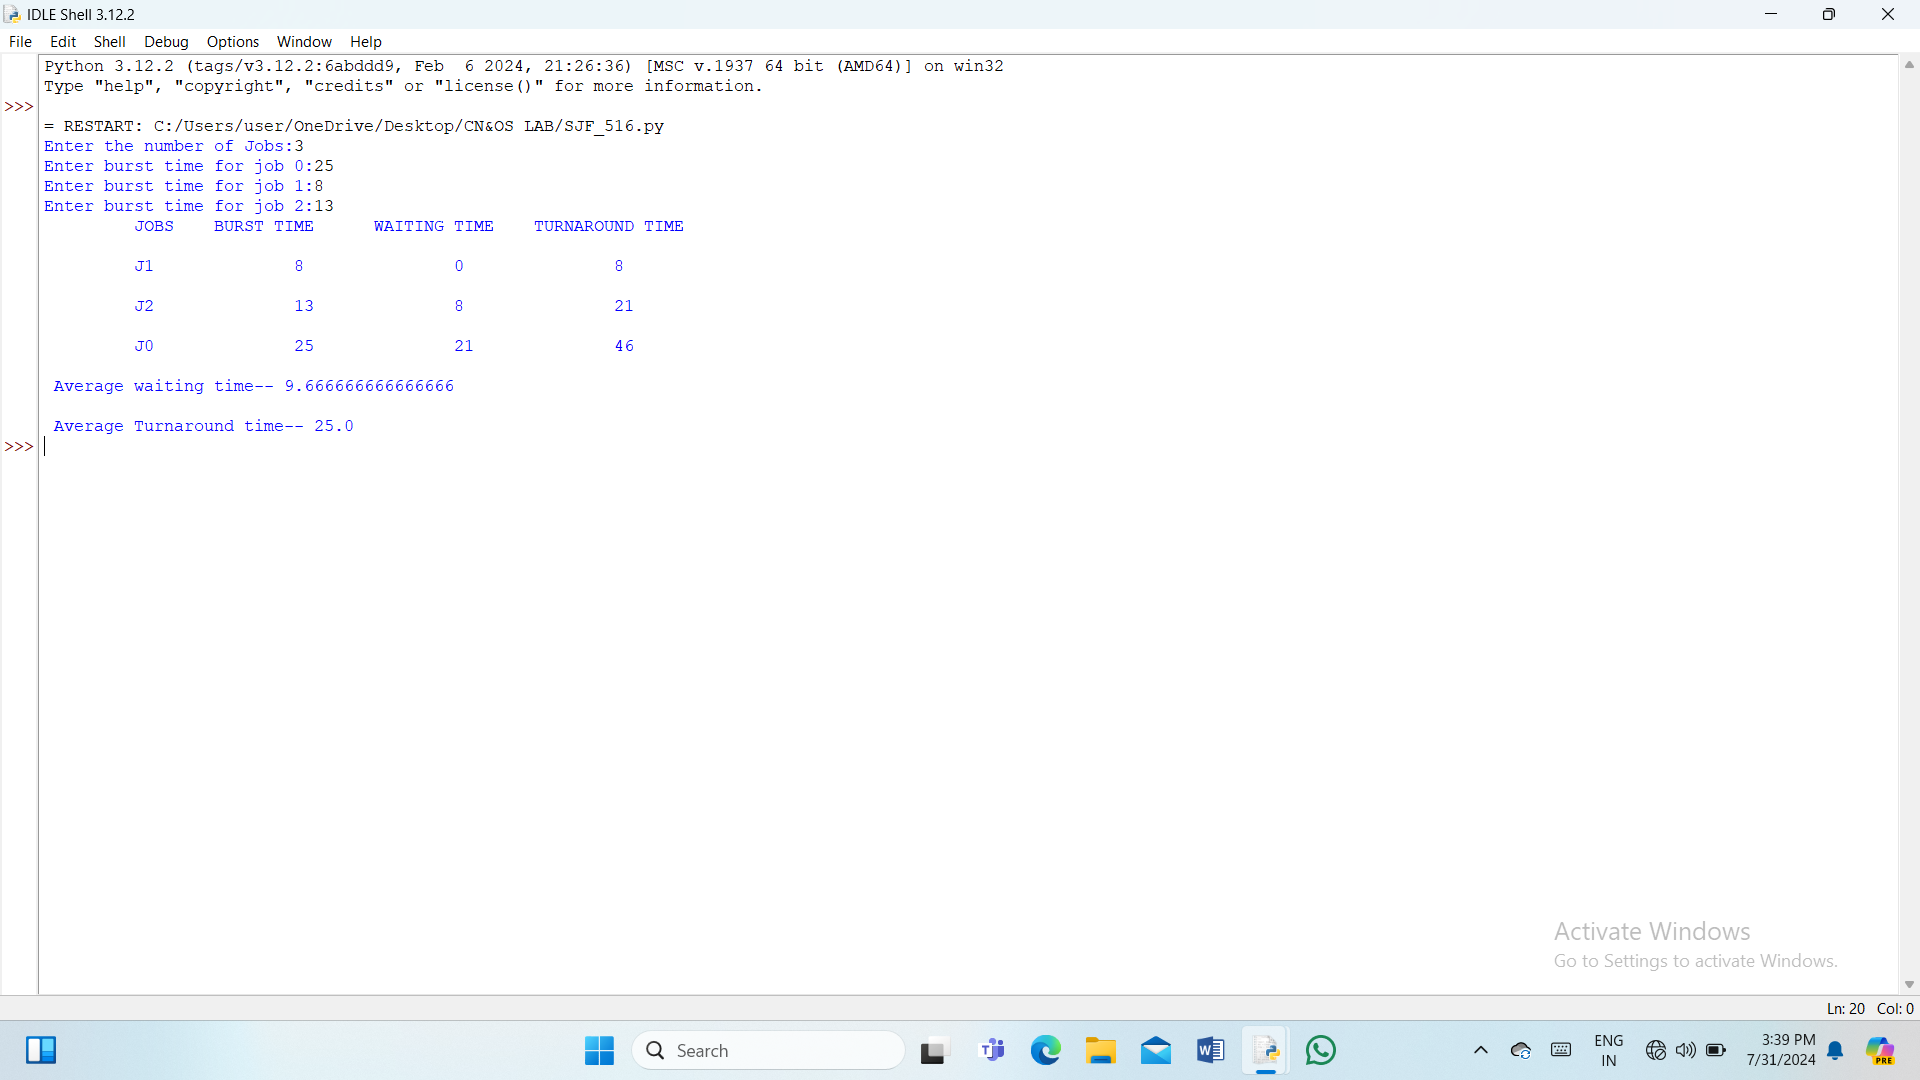 IDLE Shell 3.12.2
File Edit Shell Debug Options Window Help
Python 3.12.2 (tags/v3.12.2:6abddd9, Feb  6 2024, 21:26:36) [MSC v.1937 64 bit (AMD64)] on win32
Type "help", "copyright", "credits" or "license()" for more information.
>>>
= RESTART: C:/Users/user/OneDrive/Desktop/CN&OS LAB/SJF_516.py
Enter the number of Jobs:3
Enter burst time for job 0:25
Enter burst time for job 1:8
Enter burst time for job 2:13
JOBS BURST TIME WAITING TIME TURNAROUND TIME
J1 8 0 8
J2 13 8 21
J0 25 21 46
Average waiting time-- 9.666666666666666
Average Turnaround time-- 25.0
>>>
Activate Windows
Go to Settings to activate Windows.
Ln: 20 Col: 0
Search
ENG
IN
3:39 PM
7/31/2024
PRE